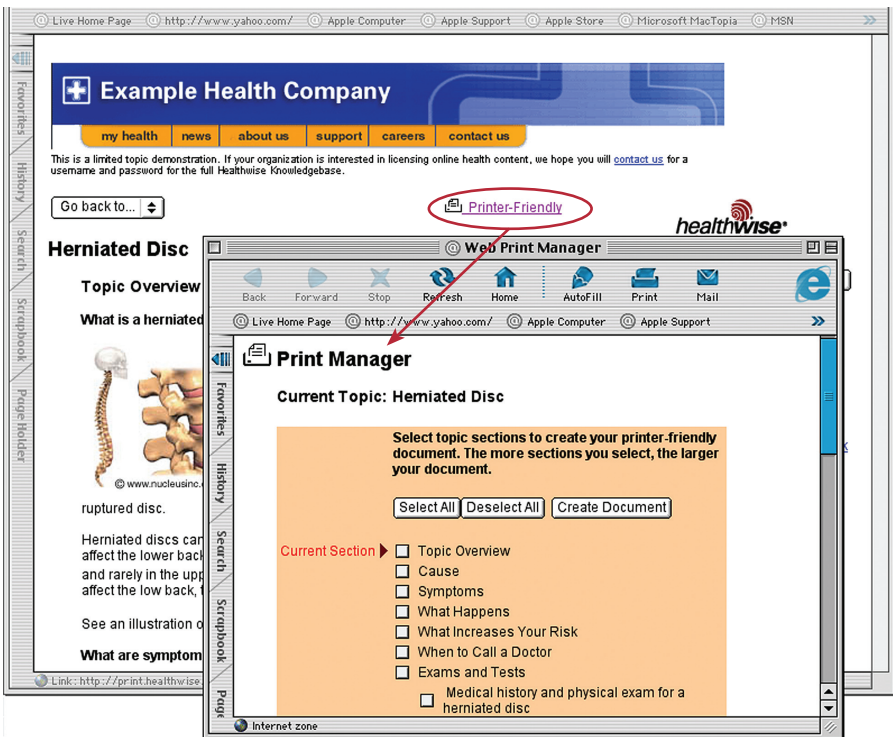 Live Home Page http://www.yahoo.com/ Apple Computer Apple Support Apple Store Microsoft MacTopia MSN
Favorites
History
Search
Scrapbook
Page Holder
Example Health Company
my health news about us support careers contact us
This is a limited topic demonstration. If your organization is interested in licensing online health content, we hope you will contact us for a
username and password for the full Healthwise Knowledgebase.
Go back to...
Printer-Friendly
healthwise
Herniated Disc
Topic Overview
What is a herniated
© www.nucleusinc.
ruptured disc.
Herniated discs can
affect the lower back
and rarely in the upp
affect the low back,
See an illustration o
What are symptom
Link: http://print.healthwise.
Web Print Manager
Back Forward Stop Refresh Home AutoFill Print Mail
Live Home Page http://www.yahoo.com/ Apple Computer Apple Support
Favorites
History
Search
Scrapbook
Page
Print Manager
Current Topic: Herniated Disc
Select topic sections to create your printer-friendly
document. The more sections you select, the larger
your document.
Select All Deselect All Create Document
Current Section Topic Overview
Cause
Symptoms
What Happens
What Increases Your Risk
When to Call a Doctor
Exams and Tests
Medical history and physical exam for a
herniated disc
Internet zone